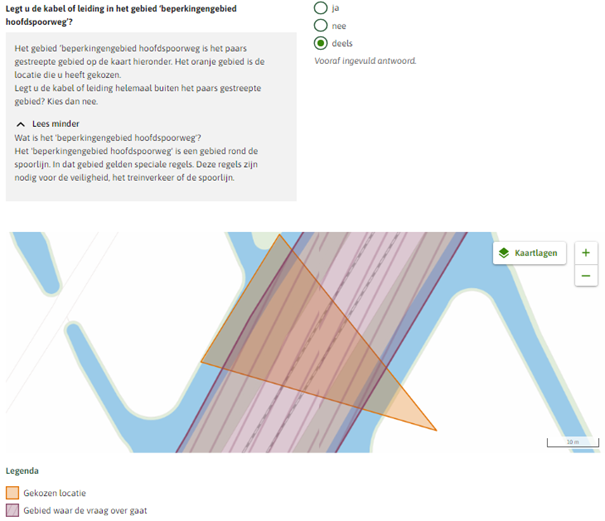 Legt u de kabel of leiding in het gebied 'beperkingengebied
hoofdspoorweg'?
ja
nee
deels
Vooraf ingevuld antwoord.
Het gebied 'beperkingengebied hoofdspoorweg is het paars
gestreepte gebied op de kaart hieronder. Het oranje gebied is de
locatie die u heeft gekozen.
Legt u de kabel of leiding helemaal buiten het paars gestreepte
gebied? Kies dan nee.
Lees minder
Wat is het 'beperkingengebied hoofdspoorweg'?
Het 'beperkingengebied hoofdspoorweg' is een gebied rond de
spoorlijn. In dat gebied gelden speciale regels. Deze regels zijn
nodig voor de veiligheid, het treinverkeer of de spoorlijn.
Kaartlagen
+
−
10 m
Legenda
Gekozen locatie
Gebied waar de vraag over gaat